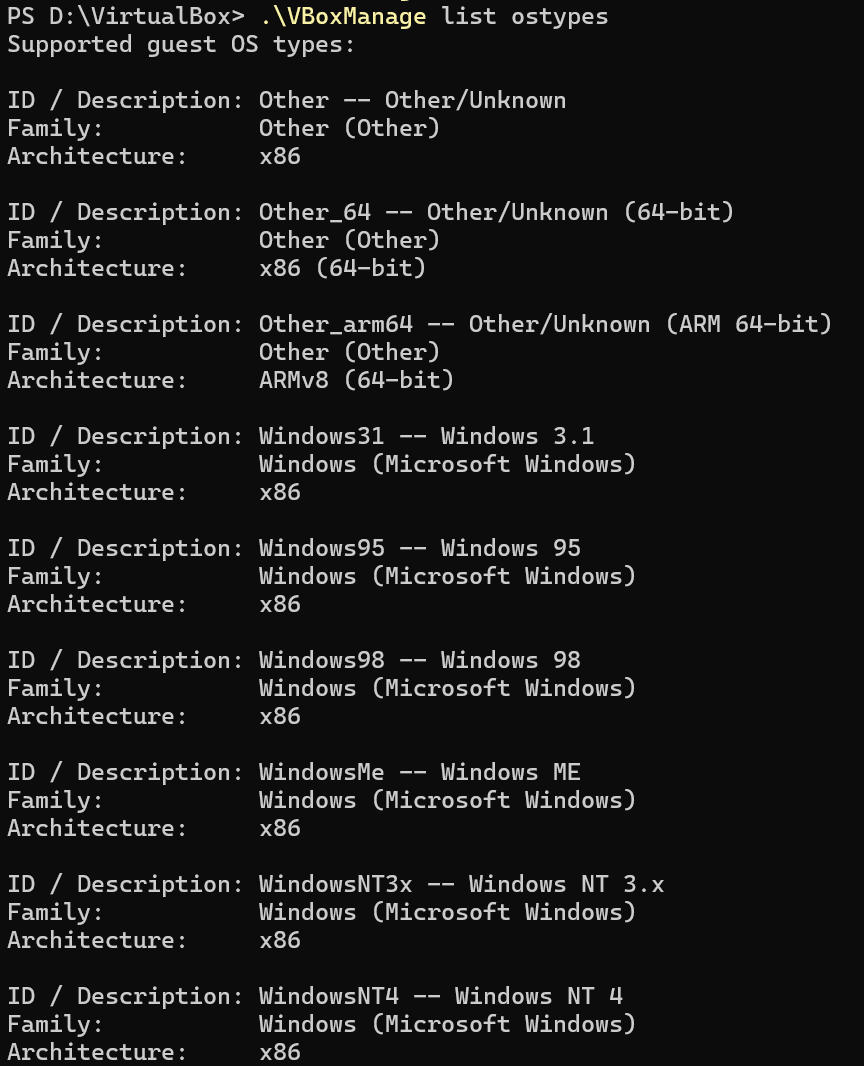 PS D:\VirtualBox> .\VBoxManage list ostypes
Supported guest OS types:
ID / Description: Other -- Other/Unknown
Family:           Other (Other)
Architecture:     x86
ID / Description: Other_64 -- Other/Unknown (64-bit)
Family:           Other (Other)
Architecture:     x86 (64-bit)
ID / Description: Other_arm64 -- Other/Unknown (ARM 64-bit)
Family:           Other (Other)
Architecture:     ARMv8 (64-bit)
ID / Description: Windows31 -- Windows 3.1
Family:           Windows (Microsoft Windows)
Architecture:     x86
ID / Description: Windows95 -- Windows 95
Family:           Windows (Microsoft Windows)
Architecture:     x86
ID / Description: Windows98 -- Windows 98
Family:           Windows (Microsoft Windows)
Architecture:     x86
ID / Description: WindowsMe -- Windows ME
Family:           Windows (Microsoft Windows)
Architecture:     x86
ID / Description: WindowsNT3x -- Windows NT 3.x
Family:           Windows (Microsoft Windows)
Architecture:     x86
ID / Description: WindowsNT4 -- Windows NT 4
Family:           Windows (Microsoft Windows)
Architecture:     x86